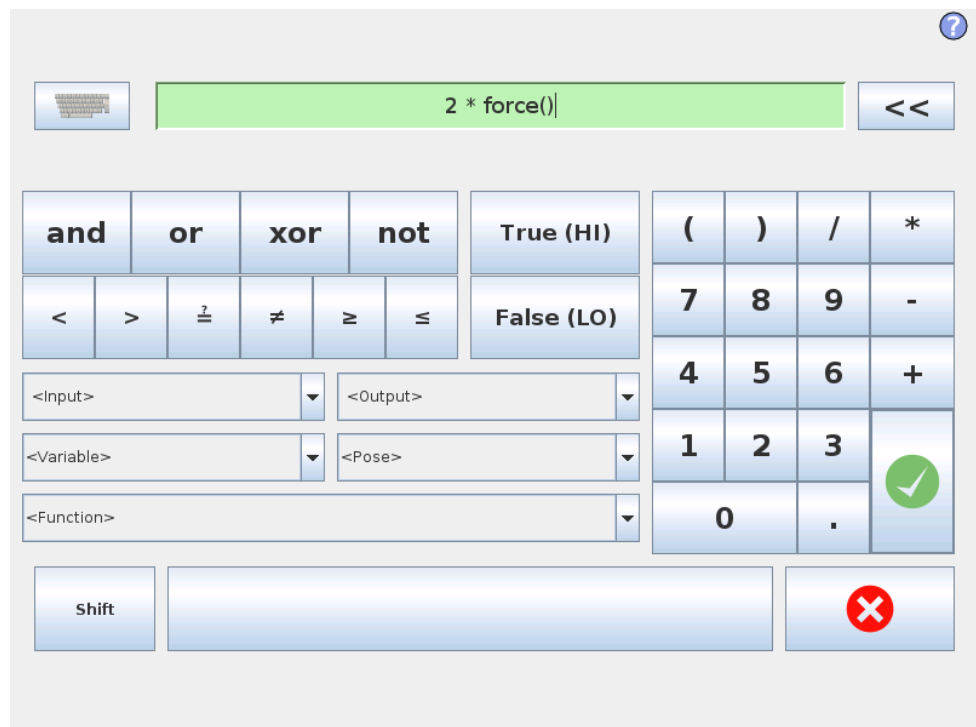 ?
2 * force()
<<
and or xor not True (HI) ( ) / *
7 8 9 -
< > ≟ ≠ ≥ ≤ False (LO)
4 5 6 +
<Input> <Output>
1 2 3
<Variable> <Pose>
0 .
<Function>
Shift